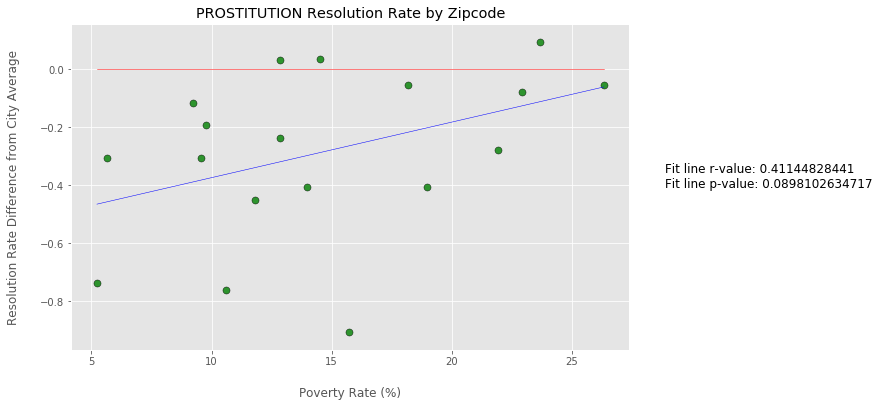 PROSTITUTION Resolution Rate by Zipcode
Resolution Rate Difference from City Average
0.0
−0.2
−0.4
−0.6
−0.8
5
10
15
20
25
Poverty Rate (%)
Fit line r-value: 0.41144828441
Fit line p-value: 0.0898102634717